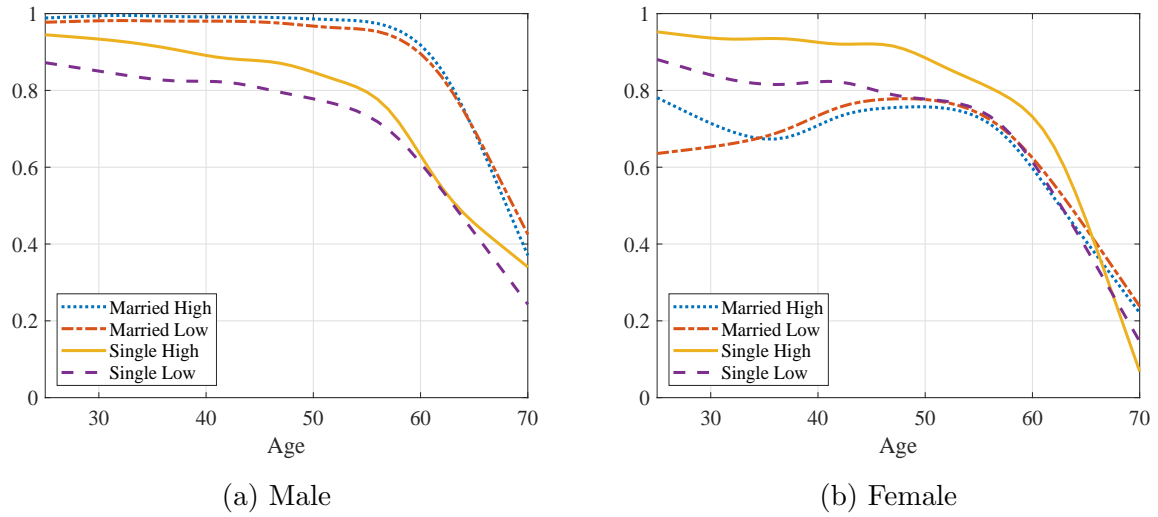 1
0.8
0.6
0.4
0.2
0
30 40 50 60 70
Age
Married High
Married Low
Single High
Single Low
(a) Male
1
0.8
0.6
0.4
0.2
0
30 40 50 60 70
Age
Married High
Married Low
Single High
Single Low
(b) Female